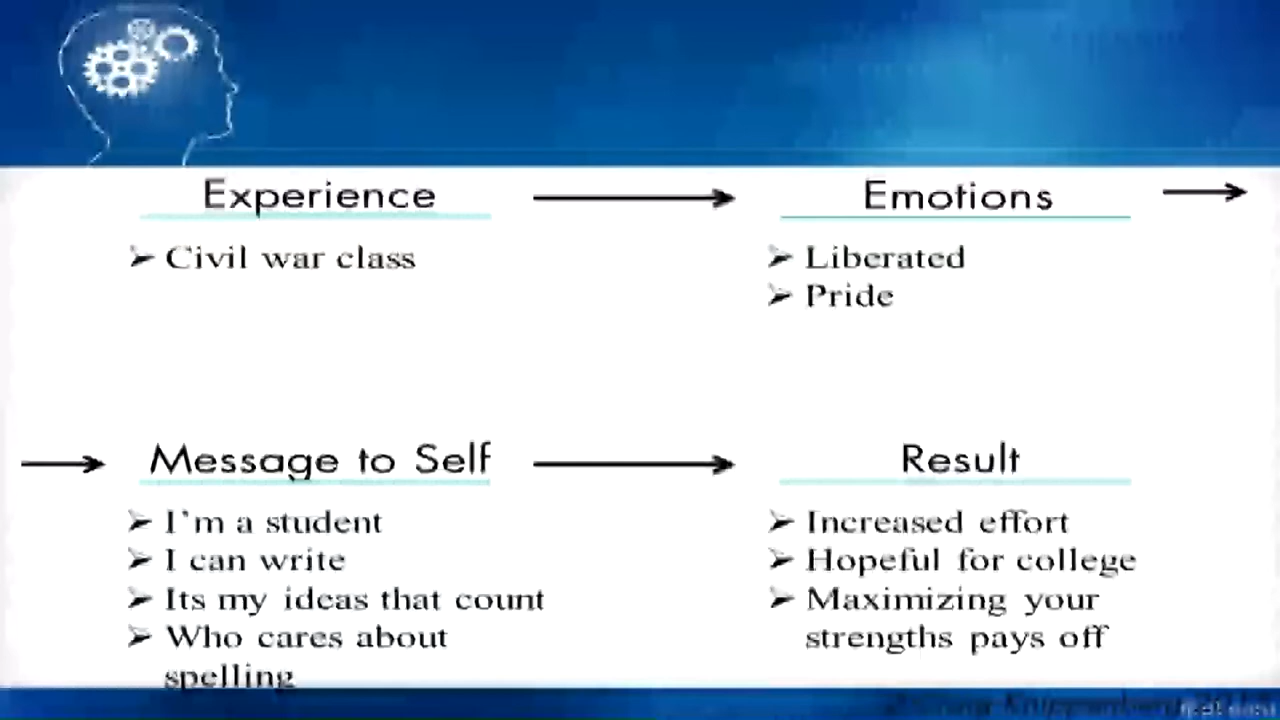 Experience
Emotions
Civil war class
Liberated
Pride
Message to Self
Result
I'm a student
I can write
Its my ideas that count
Who cares about
spelling
Increased effort
Hopeful for college
Maximizing your
strengths pays off